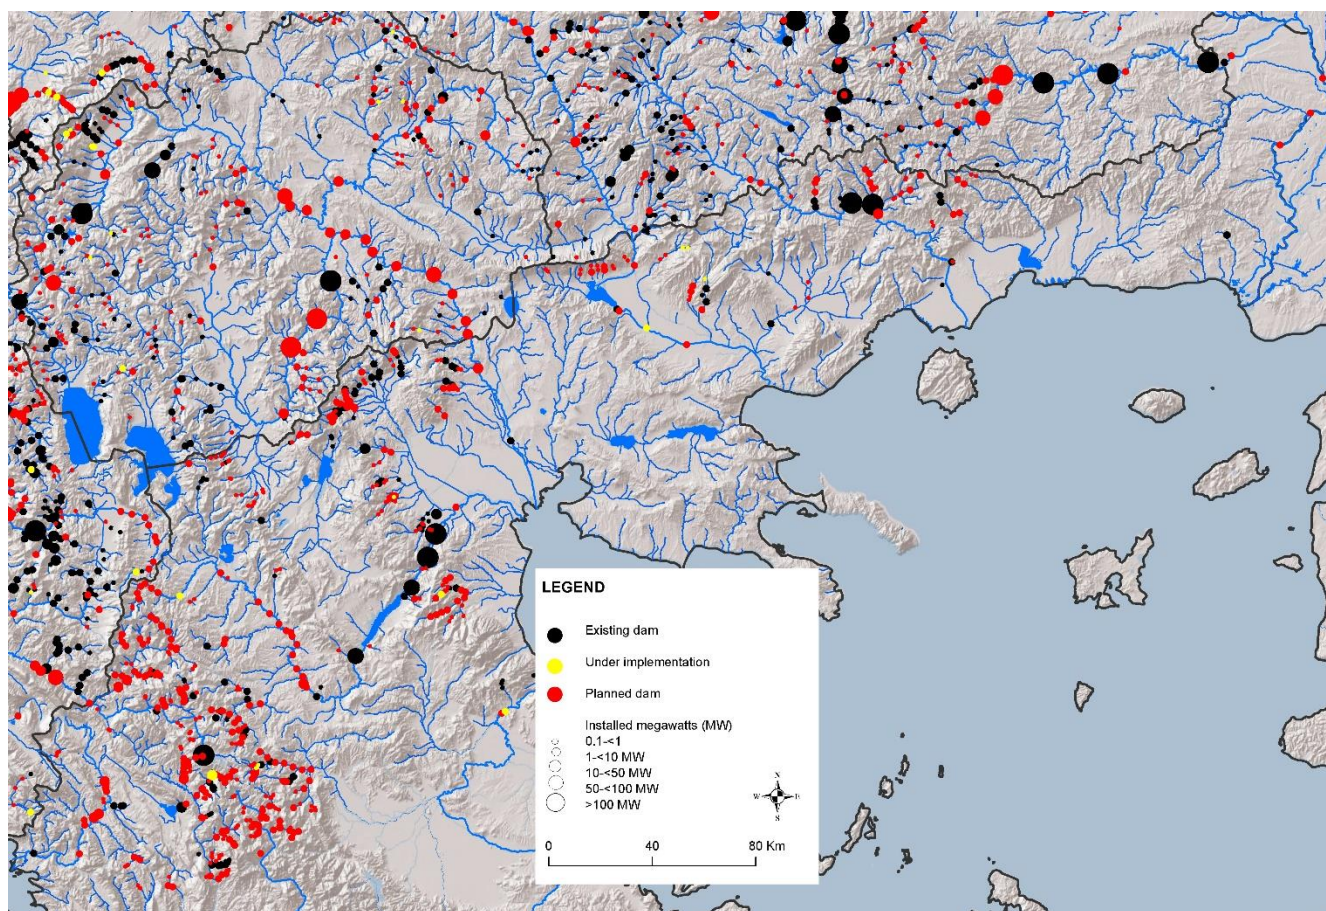 LEGEND
Existing dam
Under implementation
Planned dam
Installed megawatts (MW)
0.1-<1
1-<10 MW
10-<50 MW
50-<100 MW
>100 MW
N
W E
S
0 40 80 Km